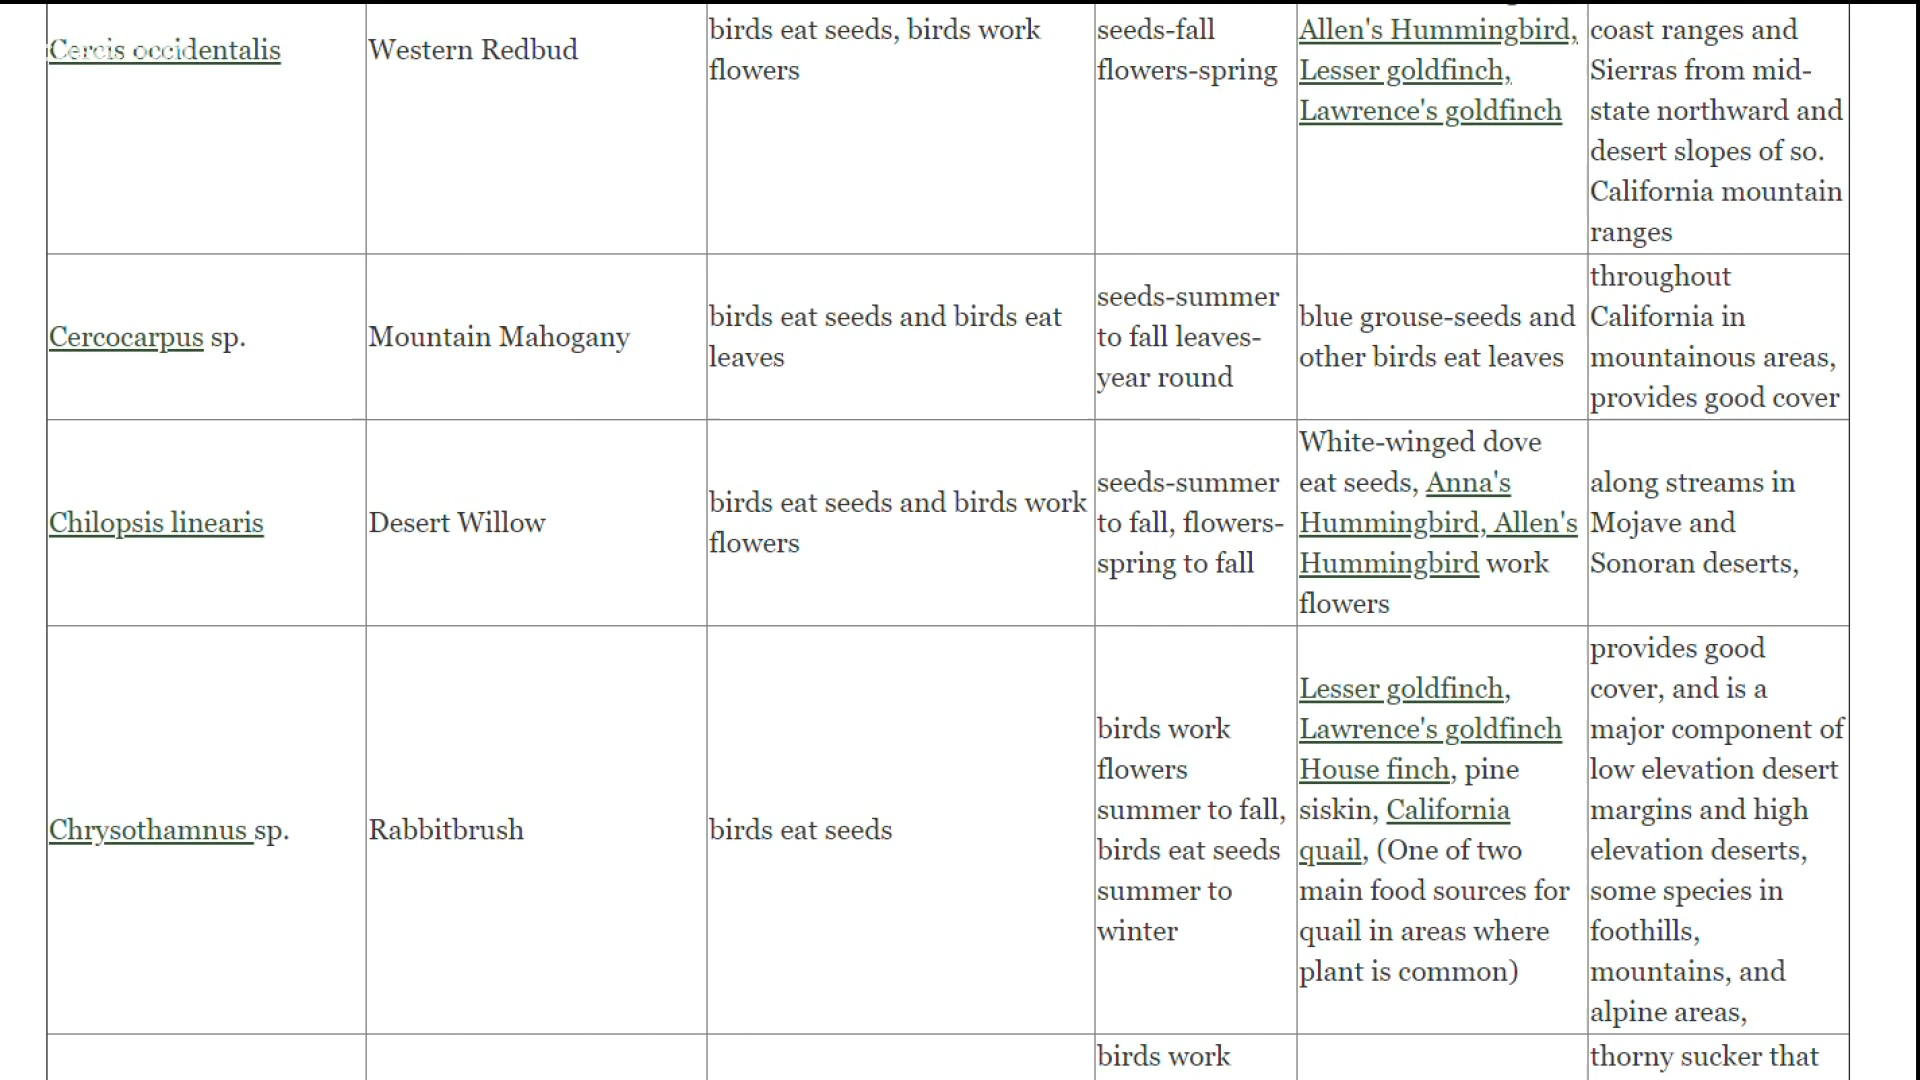 Cercis occidentalis
Western Redbud
birds eat seeds, birds work
flowers
seeds-fall
flowers-spring
Allen's Hummingbird,
Lesser goldfinch,
Lawrence's goldfinch
coast ranges and
Sierras from mid-
state northward and
desert slopes of so.
California mountain
ranges
Cercocarpus sp.
Mountain Mahogany
birds eat seeds and birds eat
leaves
seeds-summer
to fall leaves-
year round
blue grouse-seeds and
other birds eat leaves
throughout
California in
mountainous areas,
provides good cover
Chilopsis linearis
Desert Willow
birds eat seeds and birds work
flowers
seeds-summer
to fall, flowers-
spring to fall
White-winged dove
eat seeds, Anna's
Hummingbird, Allen's
Hummingbird work
flowers
along streams in
Mojave and
Sonoran deserts,
Chrysothamnus sp.
Rabbitbrush
birds eat seeds
birds work
flowers
summer to fall,
birds eat seeds
summer to
winter
Lesser goldfinch,
Lawrence's goldfinch
House finch, pine
siskin, California
quail, (One of two
main food sources for
quail in areas where
plant is common)
provides good
cover, and is a
major component of
low elevation desert
margins and high
elevation deserts,
some species in
foothills,
mountains, and
alpine areas,
birds work
thorny sucker that